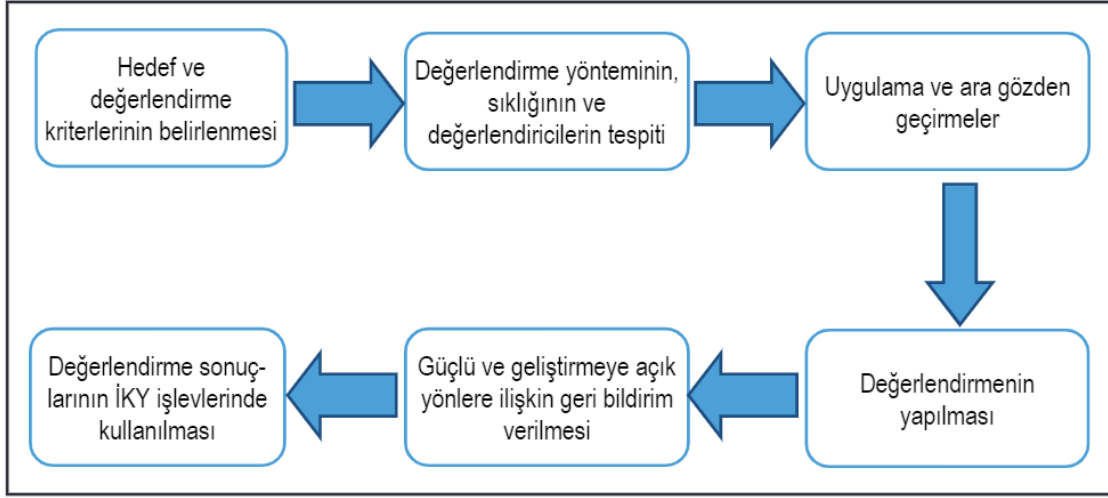 Hedef ve
değerlendirme
kriterlerinin belirlenmesi
Değerlendirme yönteminin,
sıklığının ve
değerlendiricilerin tespiti
Uygulama ve ara gözden
geçirmeler
Değerlendirmenin
yapılması
Güçlü ve geliştirmeye açık
yönlere ilişkin geri bildirim
verilmesi
Değerlendirme sonuç-
larının İKY işlevlerinde
kullanılması